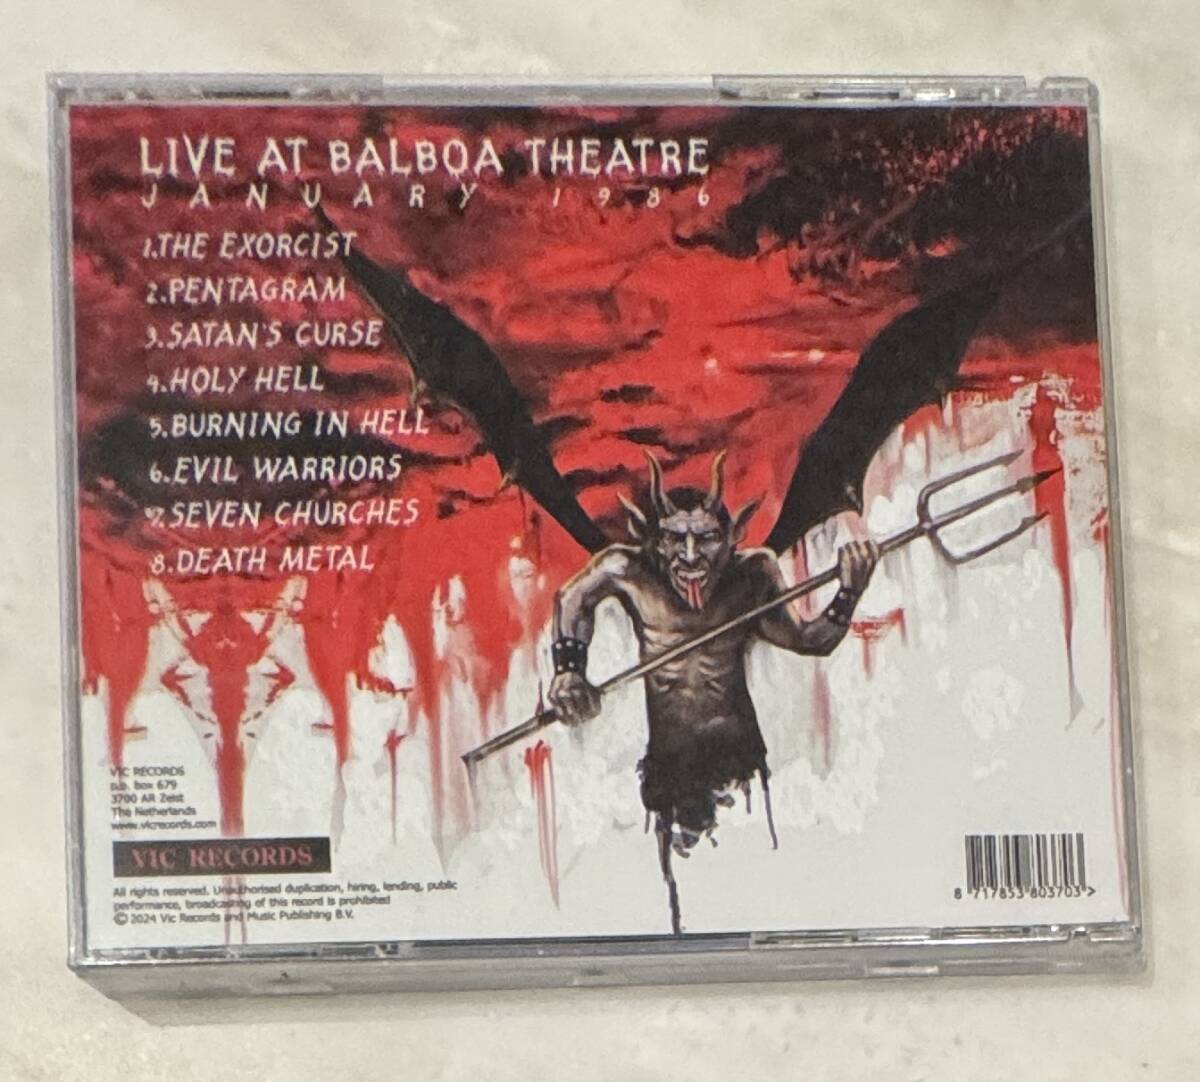 LIVE AT BALBOA THEATRE
JANUARY 1986
1.THE EXORCIST
2.PENTAGRAM
3.SATAN'S CURSE
4.HOLY HELL
5.BURNING IN HELL
6.EVIL WARRIORS
7.SEVEN CHURCHES
8.DEATH METAL
VIC RECORDS
p.o. box 679
3700 AR Zeist
The Netherlands
www.vicrecords.com
VIC RECORDS
All rights reserved. Unauthorised duplication, hiring, lending, public
performance, broadcasting of this record is prohibited
© 2024 Vic Records and Music Publishing B.V.
8 717853 803703 >